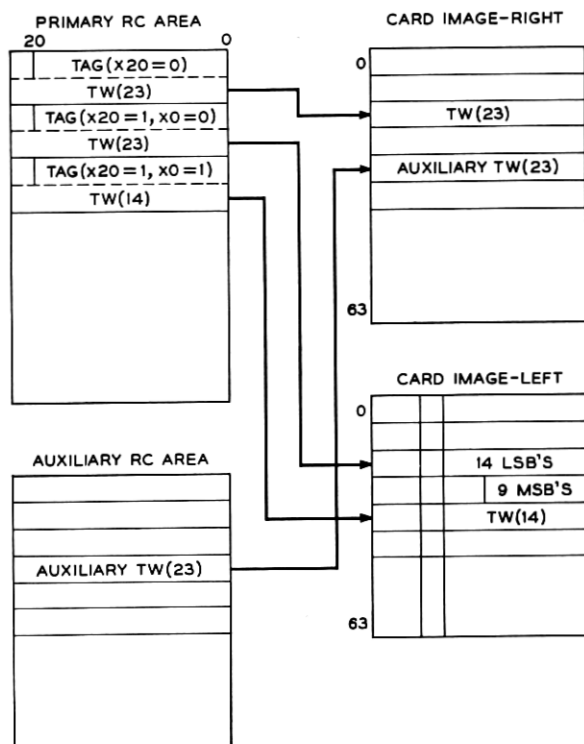 PRIMARY RC AREA
20 0
TAG(X20=0)
TW(23)
TAG(X20=1, X0=0)
TW(23)
TAG(X20=1, X0=1)
TW(14)
AUXILIARY RC AREA
AUXILIARY TW(23)
CARD IMAGE-RIGHT
0
TW(23)
AUXILIARY TW(23)
63
CARD IMAGE-LEFT
0
14 LSB'S
9 MSB'S
TW(14)
63